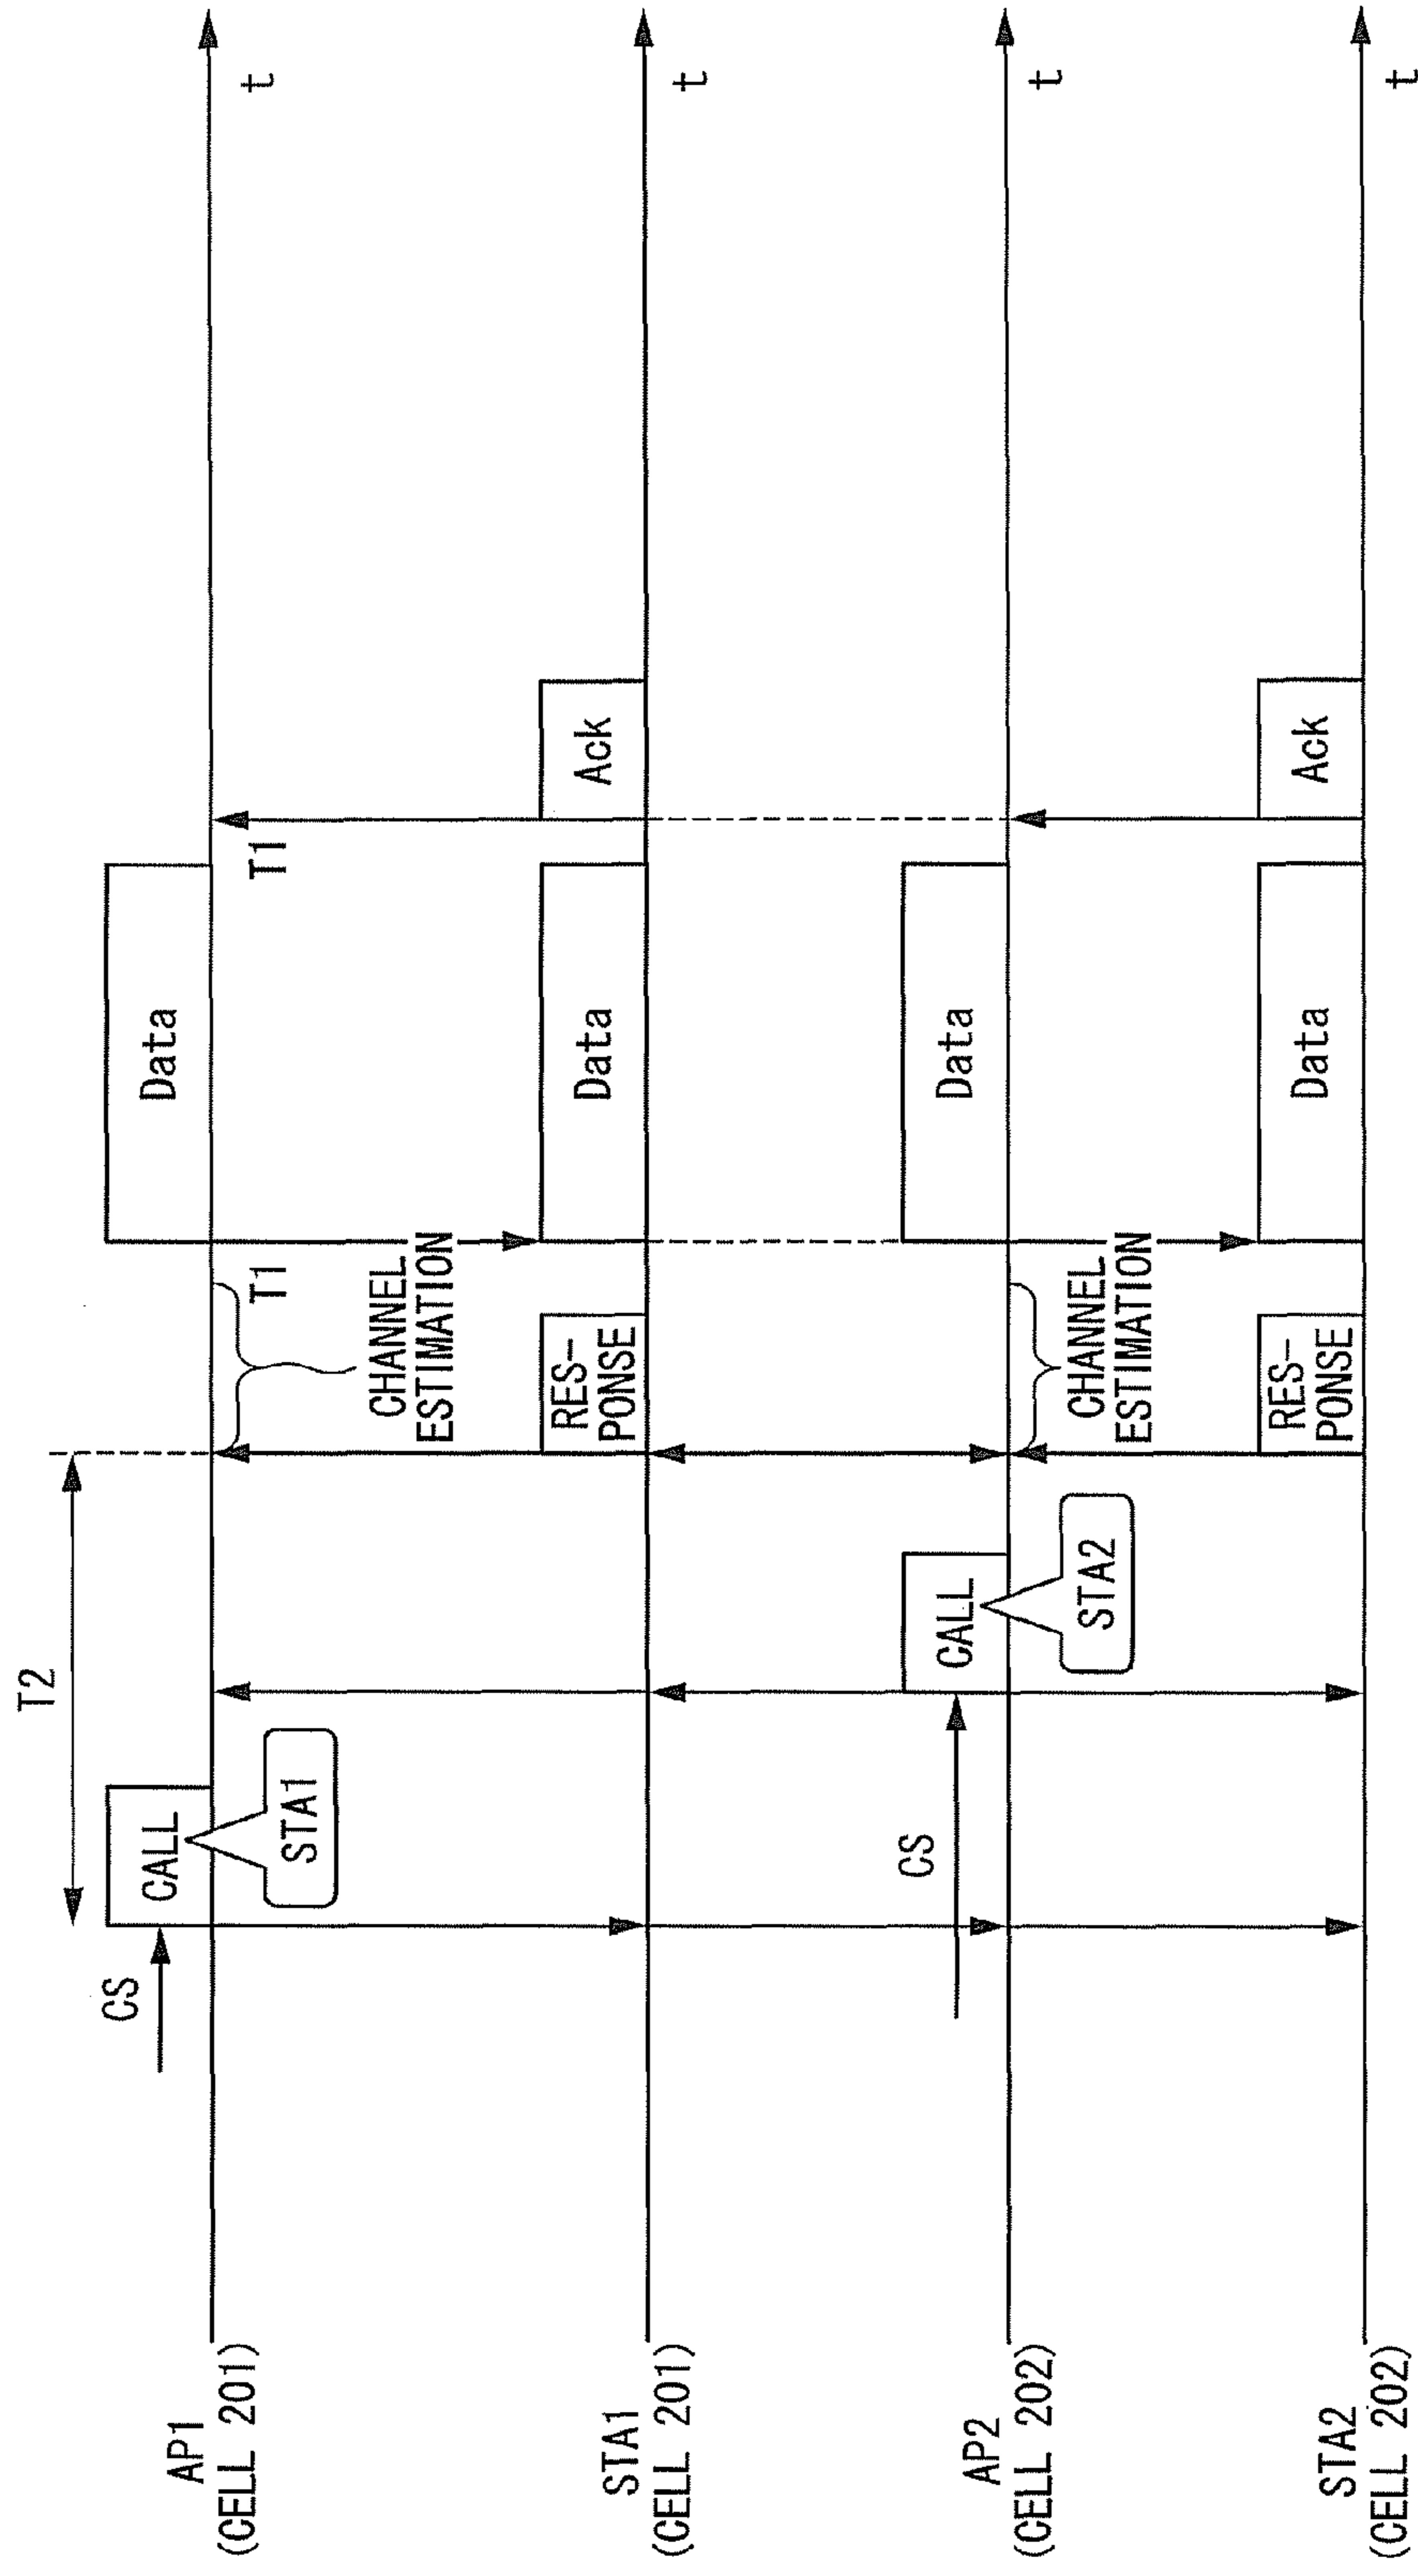 T2
CS
CALL
Data
AP1
(CELL 201)
STA1
T1
T1
t
CHANNEL
ESTIMATION
RES-
PONSE
Data
Ack
STA1
(CELL 201)
t
CS
CALL
Data
AP2
(CELL 202)
STA2
t
CHANNEL
ESTIMATION
RES-
PONSE
Data
Ack
STA2
(CELL 202)
t